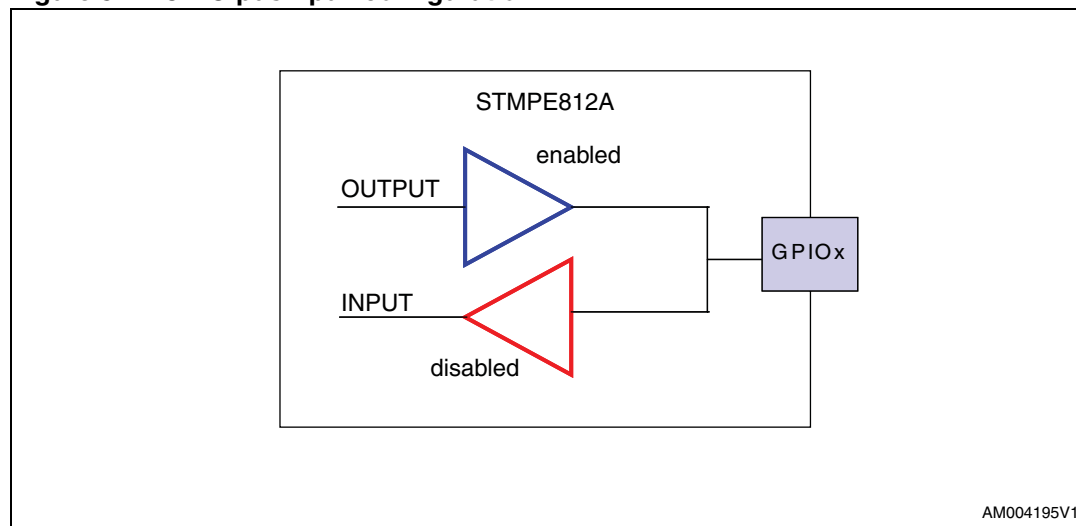 STMPE812A
enabled
OUTPUT
GPIOx
INPUT
disabled
AM004195V1